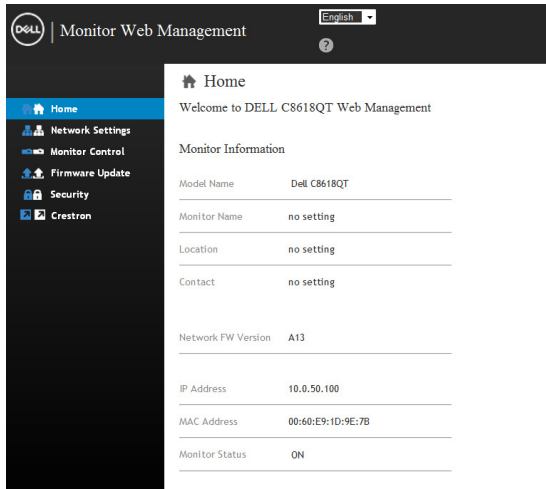 DELL | Monitor Web Management
English
?
Home
Network Settings
Monitor Control
Firmware Update
Security
Crestron
Home
Welcome to DELL C8618QT Web Management
Monitor Information
Model Name Dell C8618QT
Monitor Name no setting
Location no setting
Contact no setting
Network FW Version A13
IP Address 10.0.50.100
MAC Address 00:60:E9:1D:9E:7B
Monitor Status ON